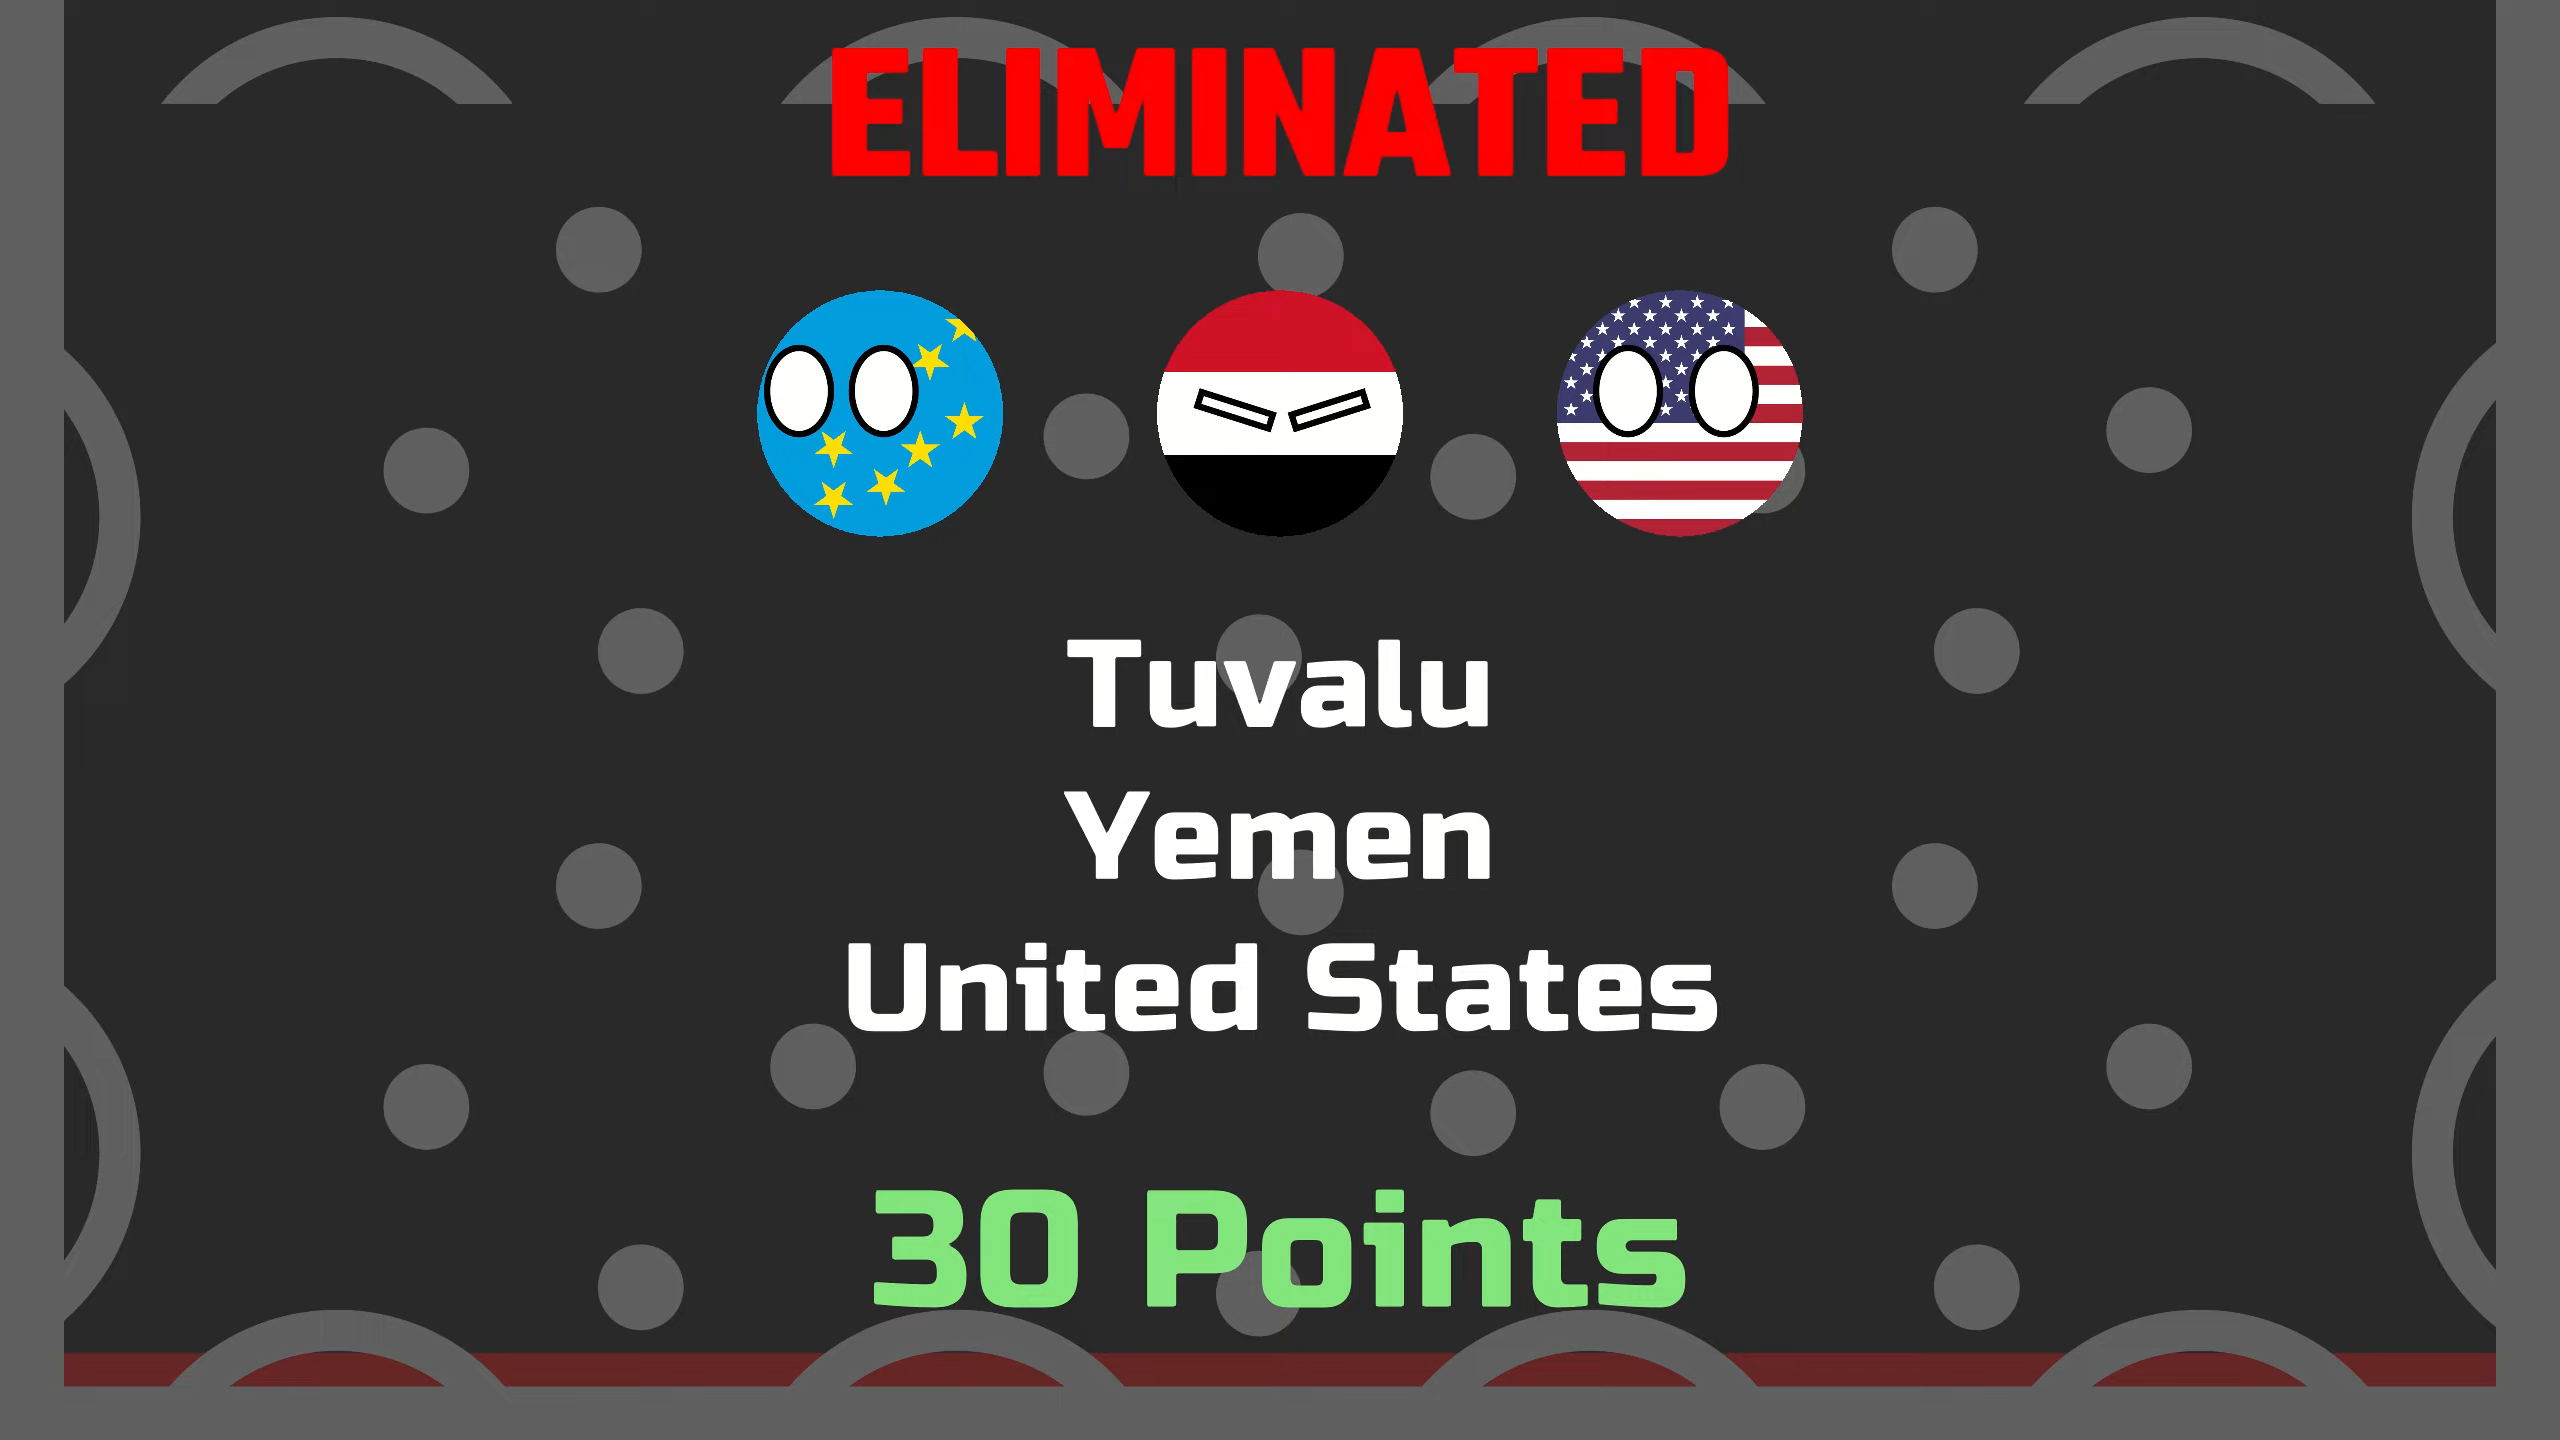 ELIMINATED
Tuvalu
Yemen
United States
30 Points